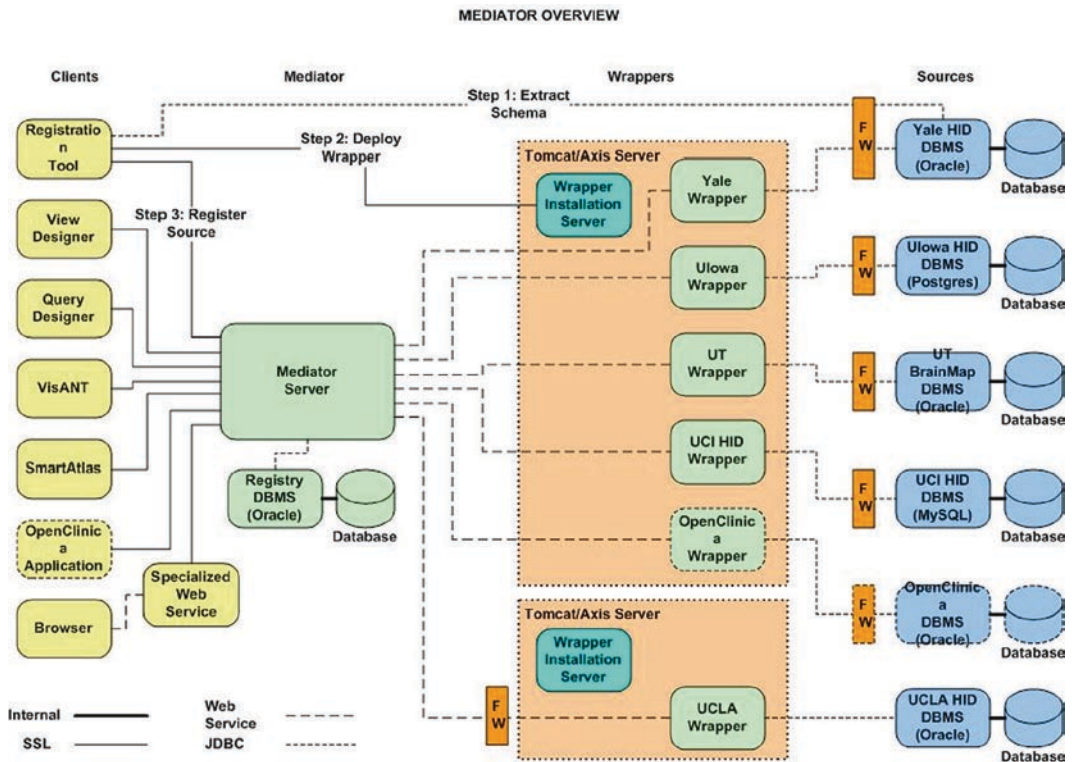 MEDIATOR OVERVIEW
Clients
Mediator
Wrappers
Sources
Step 1: Extract
Schema
Step 2: Deploy
Wrapper
Step 3: Register
Source
Registratio
n
Tool
View
Designer
Query
Designer
VisANT
SmartAtlas
OpenClinic
a
Application
Browser
Specialized
Web
Service
Mediator
Server
Registry
DBMS
(Oracle)
Database
Tomcat/Axis Server
Wrapper
Installation
Server
Yale
Wrapper
UIowa
Wrapper
UT
Wrapper
UCI HID
Wrapper
OpenClinic
a Wrapper
Tomcat/Axis Server
Wrapper
Installation
Server
UCLA
Wrapper
F
W
F
W
Yale HID
DBMS
(Oracle)
Database
F
W
UIowa HID
DBMS
(Postgres)
Database
F
W
UT
BrainMap
DBMS
(Oracle)
Database
F
W
UCI HID
DBMS
(MySQL)
Database
F
W
OpenClinic
a
DBMS
(Oracle)
Database
UCLA HID
DBMS
(Oracle)
Database
Internal
SSL
Web
Service
JDBC